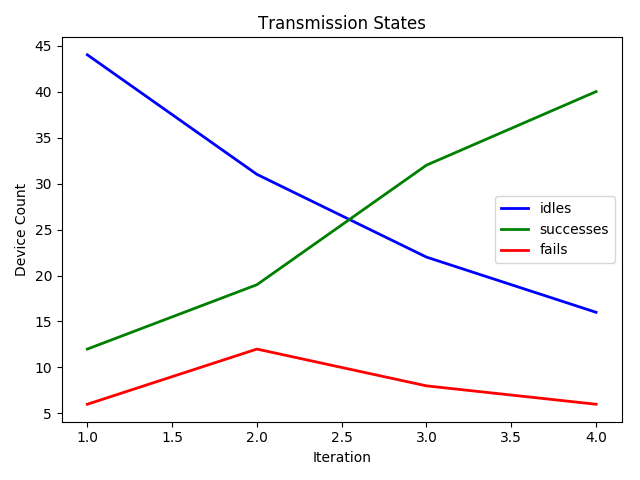 Transmission States
45
40
35
30
25
20
15
10
5
Device Count
idles
successes
fails
1.0 1.5 2.0 2.5 3.0 3.5 4.0
Iteration